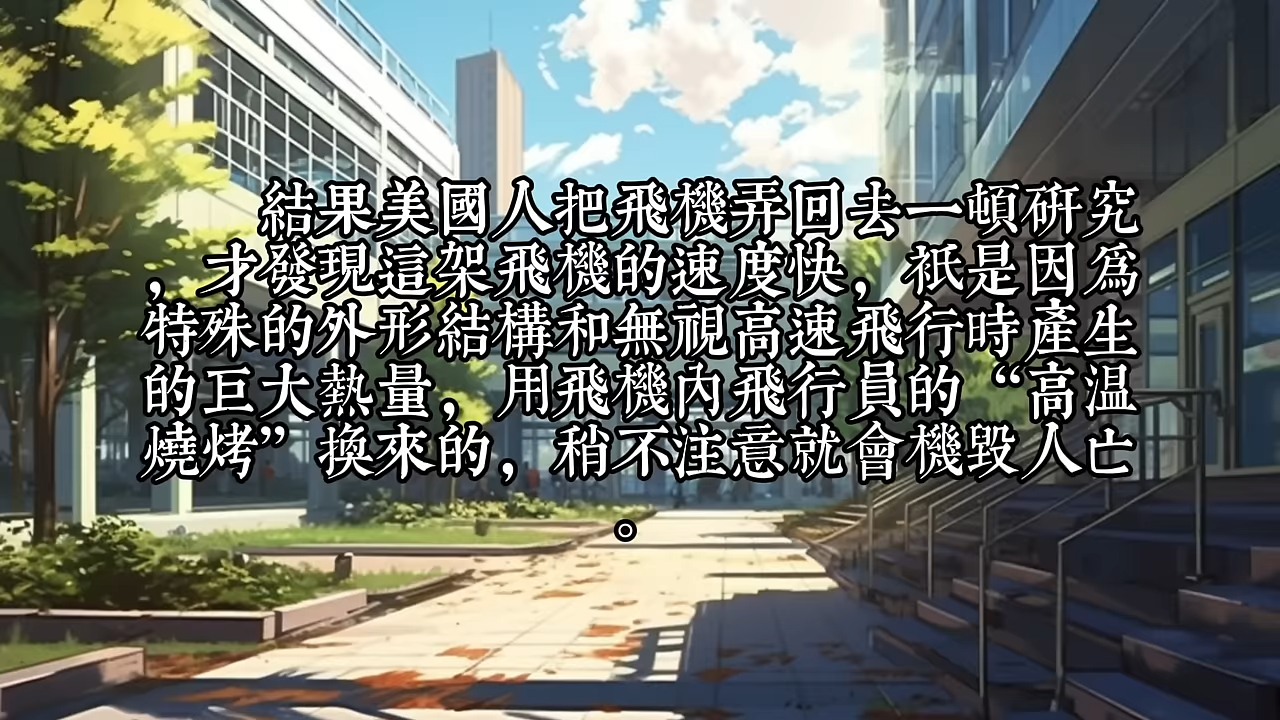 結果美國人把飛機弄回去一頓研究
，才發現這架飛機的速度快，衹是因爲
特殊的外形結構和無視高速飛行時產生
的巨大熱量，用飛機內飛行員的“高温
燒烤”換來的，稍不注意就會機毀人亡
。